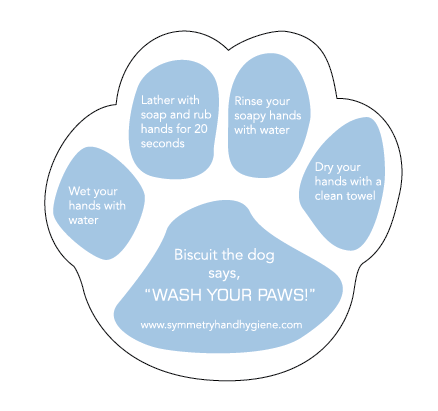 Wet your
hands with
water
Lather with
soap and rub
hands for 20
seconds
Rinse your
soapy hands
with water
Dry your
hands with a
clean towel
Biscuit the dog
says,
“WASH YOUR PAWS!”
www.symmetryhandhygiene.com